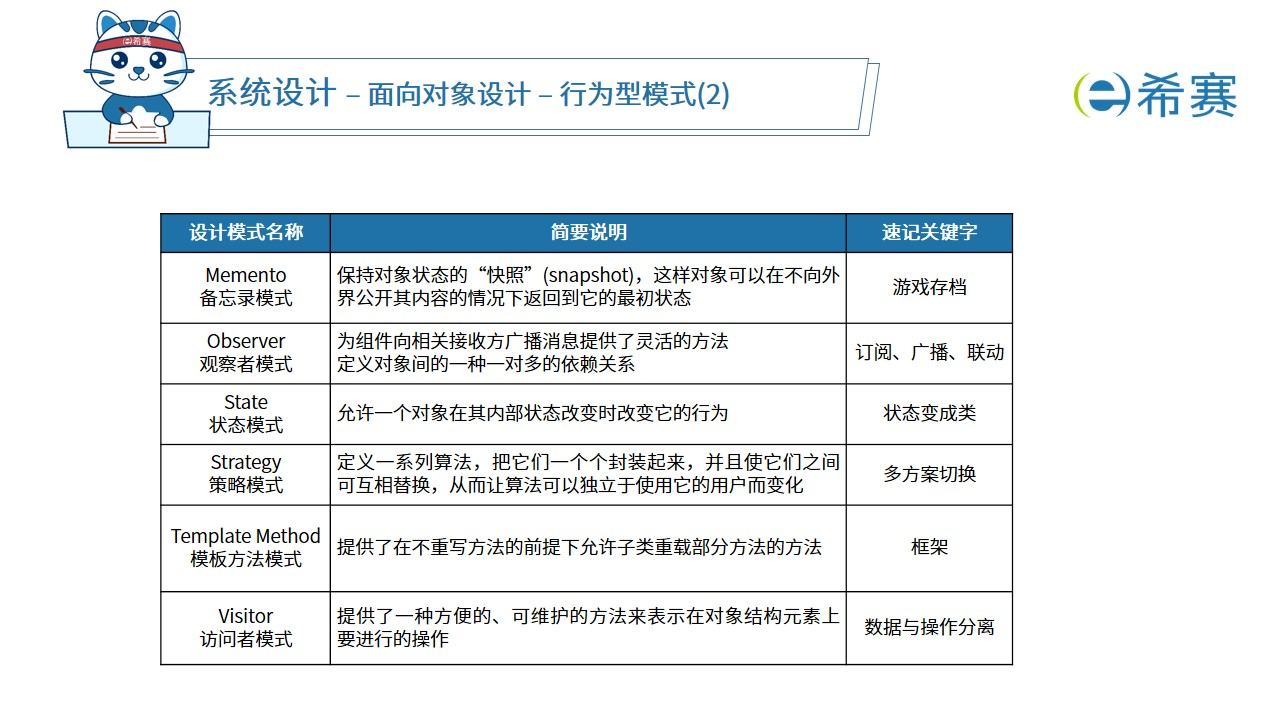 希赛
系统设计 – 面向对象设计 – 行为型模式(2)
希赛
设计模式名称
简要说明
速记关键字
Memento
备忘录模式
保持对象状态的“快照”(snapshot)，这样对象可以在不向外
界公开其内容的情况下返回到它的最初状态
游戏存档
Observer
观察者模式
为组件向相关接收方广播消息提供了灵活的方法
定义对象间的一种一对多的依赖关系
订阅、广播、联动
State
状态模式
允许一个对象在其内部状态改变时改变它的行为
状态变成类
Strategy
策略模式
定义一系列算法，把它们一个个封装起来，并且使它们之间
可互相替换，从而让算法可以独立于使用它的用户而变化
多方案切换
Template Method
模板方法模式
提供了在不重写方法的前提下允许子类重载部分方法的方法
框架
Visitor
访问者模式
提供了一种方便的、可维护的方法来表示在对象结构元素上
要进行的操作
数据与操作分离